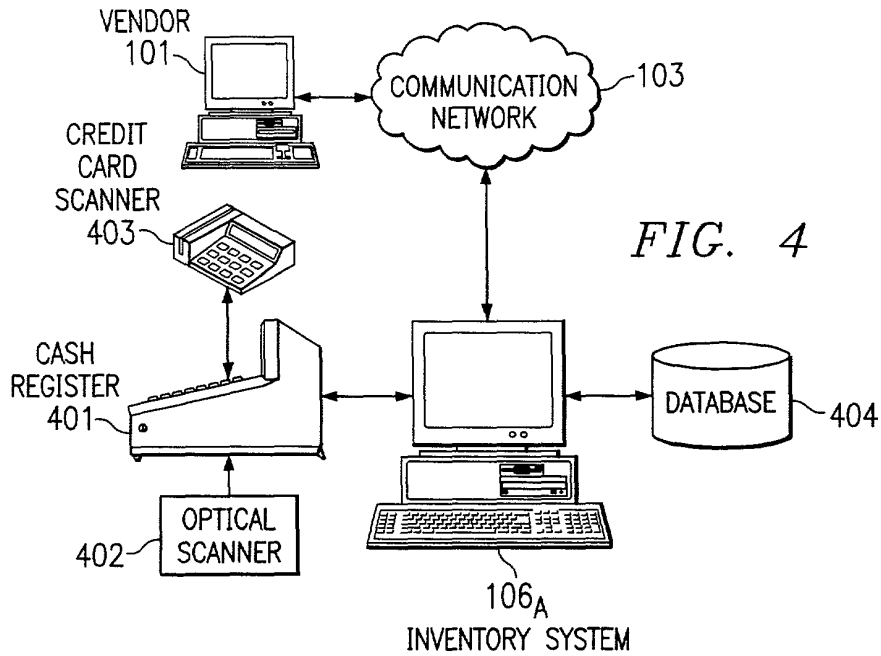 VENDOR
101
COMMUNICATION
NETWORK
103
CREDIT
CARD
SCANNER
403
FIG. 4
CASH
REGISTER
401
DATABASE
404
OPTICAL
SCANNER
402
106A
INVENTORY SYSTEM